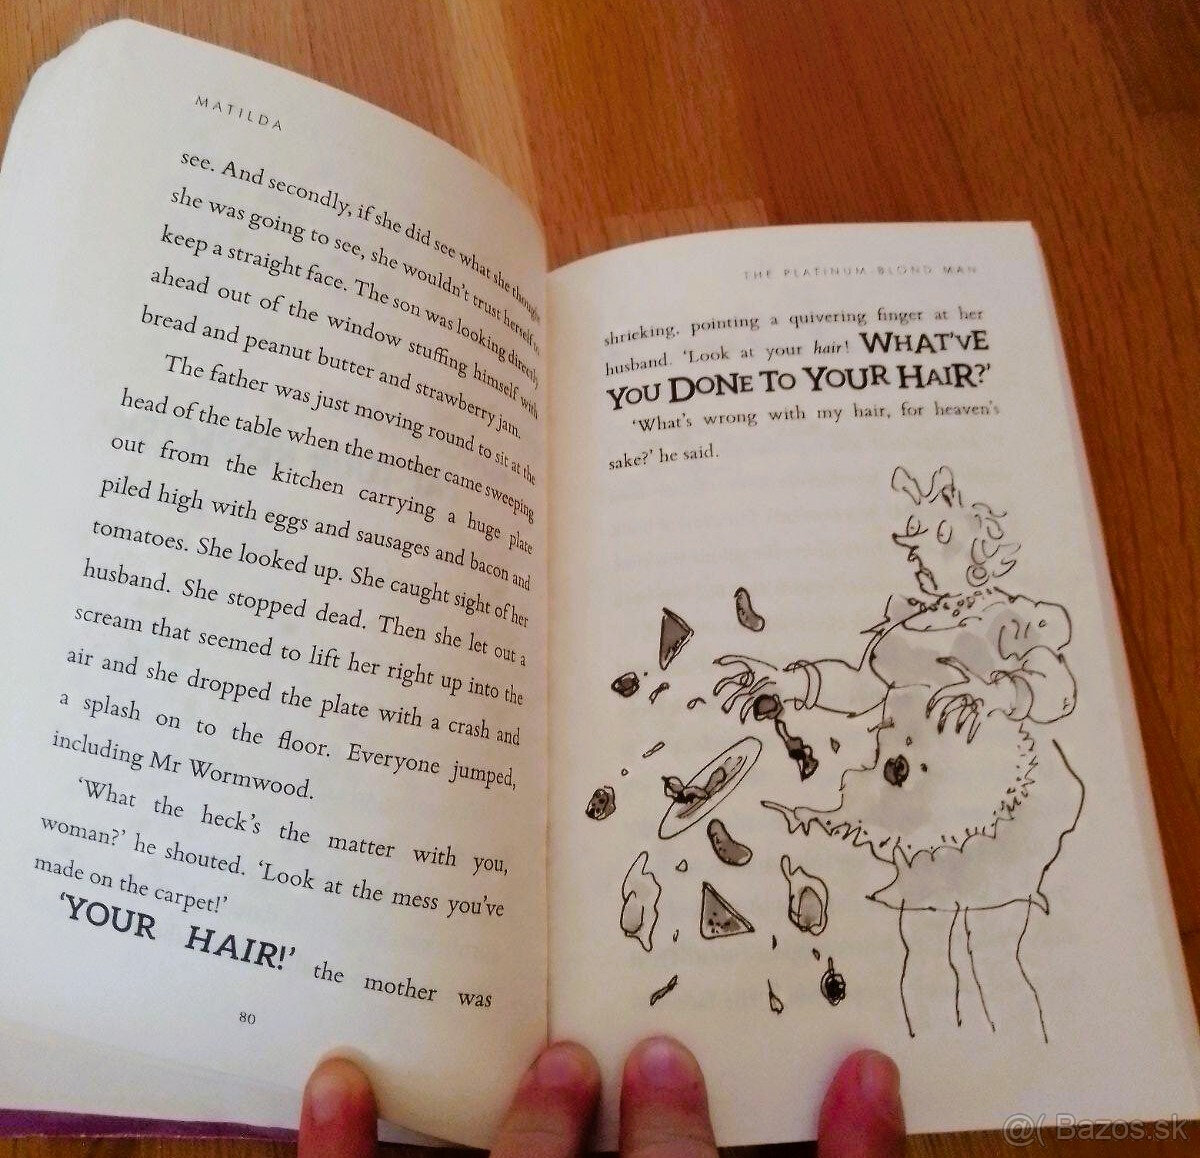 MATILDA
see. And secondly, if she did see what she thought
she was going to see, she wouldn't trust herself to
keep a straight face. The son was looking directly
ahead out of the window stuffing himself with
bread and peanut butter and strawberry jam.
The father was just moving round to sit at the
head of the table when the mother came sweeping
out from the kitchen carrying a huge plate
piled high with eggs and sausages and bacon and
tomatoes. She looked up. She caught sight of her
husband. She stopped dead. Then she let out a
scream that seemed to lift her right up into the
air and she dropped the plate with a crash and
a splash on to the floor. Everyone jumped,
including Mr Wormwood.
‘What the heck's the matter with you,
woman?’ he shouted. ‘Look at the mess you've
made on the carpet!’
‘YOUR HAIR!’ the mother was
80
THE PLATINUM-BLOND MAN
shrieking, pointing a quivering finger at her
husband. ‘Look at your hair! WHAT'VE
YOU DONE TO YOUR HAIR?’
‘What's wrong with my hair, for heaven's
sake?’ he said.
@( Bazos.sk